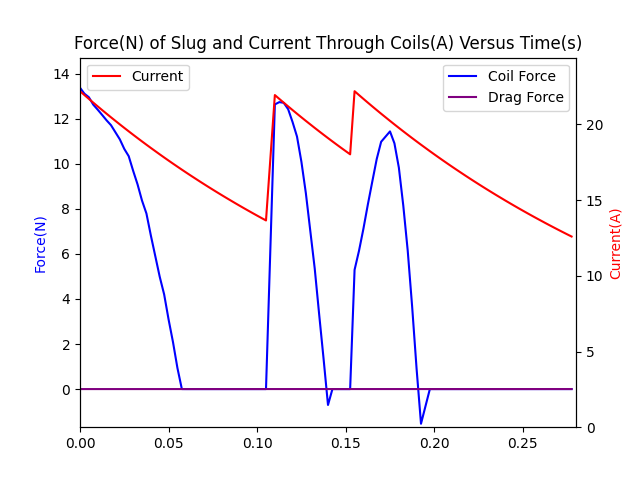 Force(N) of Slug and Current Through Coils(A) Versus Time(s)
Current
Coil Force
Drag Force
Force(N)
14
12
10
8
6
4
2
0
20
15
10
5
0
Current(A)
0.00 0.05 0.10 0.15 0.20 0.25